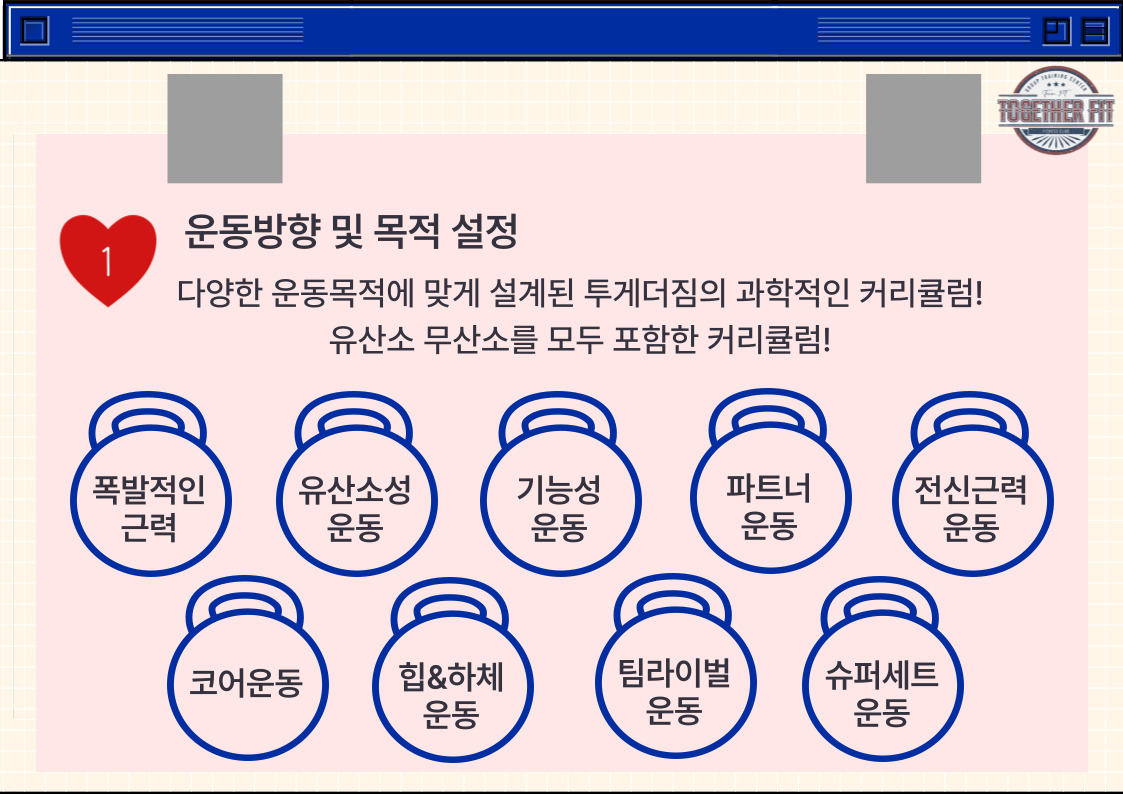 GROUP TRAINING CENTER
TOGETHER FIT
FITNESS CLUB
1
운동방향 및 목적 설정
다양한 운동목적에 맞게 설계된 투게더짐의 과학적인 커리큘럼!
유산소 무산소를 모두 포함한 커리큘럼!
폭발적인
근력
유산소성
운동
기능성
운동
파트너
운동
전신근력
운동
코어운동
힙&하체
운동
팀라이벌
운동
슈퍼세트
운동